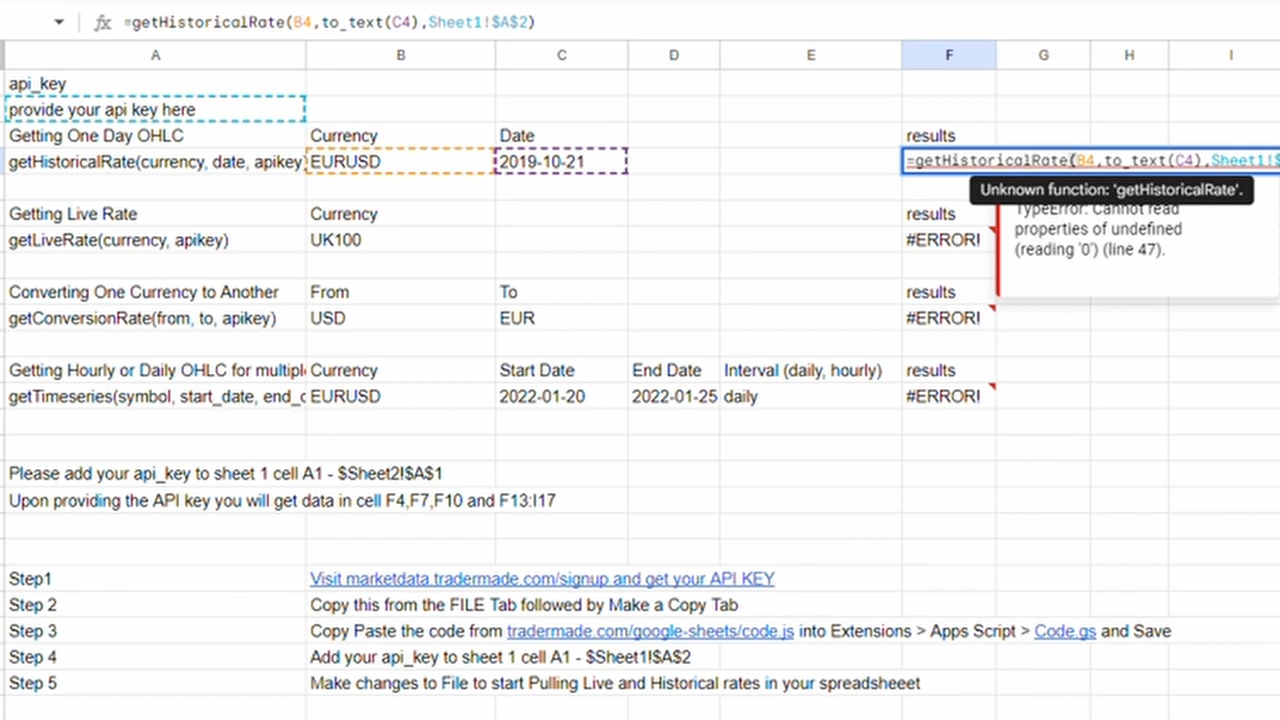 =getHistoricalRate(B4,to_text(C4),Sheet1!$A$2)
A B C D E F G H I
api_key
provide your api key here
Getting One Day OHLC Currency Date results
getHistoricalRate(currency, date, apikey) EURUSD 2019-10-21 =getHistoricalRate(B4,to_text(C4),Sheet1!$
Unknown function: 'getHistoricalRate'.
Getting Live Rate Currency results TypeError: Cannot read
properties of undefined
getLiveRate(currency, apikey) UK100 #ERROR!
(reading '0') (line 47).
Converting One Currency to Another From To results
getConversionRate(from, to, apikey) USD EUR #ERROR!
Getting Hourly or Daily OHLC for multipl Currency Start Date End Date Interval (daily, hourly) results
getTimeseries(symbol, start_date, end_ EURUSD 2022-01-20 2022-01-25 daily #ERROR!
Please add your api_key to sheet 1 cell A1 - $Sheet2!$A$1
Upon providing the API key you will get data in cell F4,F7,F10 and F13:I17
Step1 Visit marketdata.tradermade.com/signup and get your API KEY
Step 2 Copy this from the FILE Tab followed by Make a Copy Tab
Step 3 Copy Paste the code from tradermade.com/google-sheets/code.js into Extensions > Apps Script > Code.gs and Save
Step 4 Add your api_key to sheet 1 cell A1 - $Sheet1!$A$2
Step 5 Make changes to File to start Pulling Live and Historical rates in your spreadsheeet